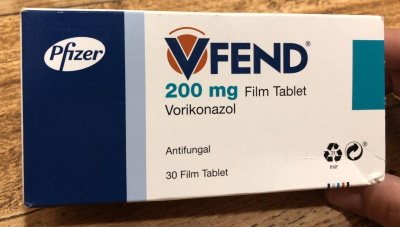 Pfizer
VFEND®
200 mg Film Tablet
Vorikonazol
Antifungal
30 Film Tablet
PAP